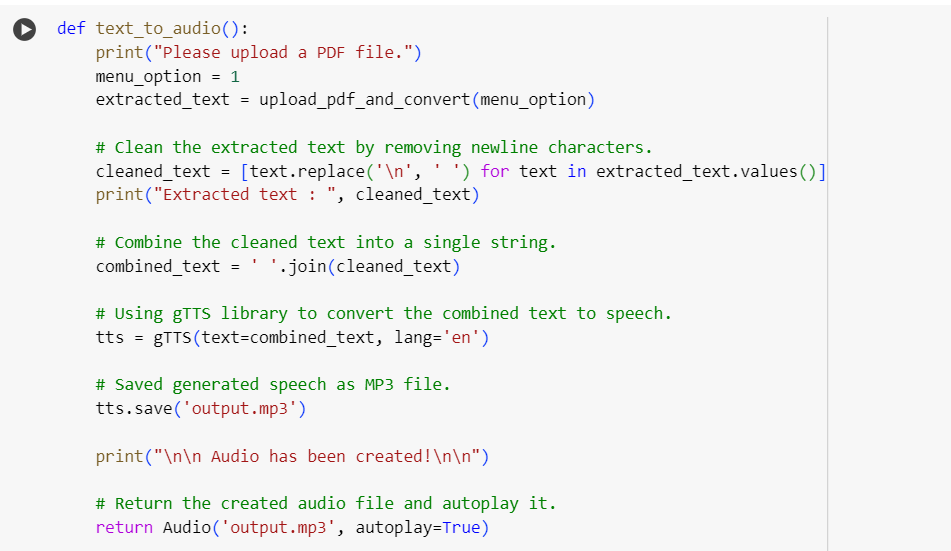 def text_to_audio():
    print("Please upload a PDF file.")
    menu_option = 1
    extracted_text = upload_pdf_and_convert(menu_option)

    # Clean the extracted text by removing newline characters.
    cleaned_text = [text.replace('\n', ' ') for text in extracted_text.values()]
    print("Extracted text : ", cleaned_text)

    # Combine the cleaned text into a single string.
    combined_text = ' '.join(cleaned_text)

    # Using gTTS library to convert the combined text to speech.
    tts = gTTS(text=combined_text, lang='en')

    # Saved generated speech as MP3 file.
    tts.save('output.mp3')

    print("\n\n Audio has been created!\n\n")

    # Return the created audio file and autoplay it.
    return Audio('output.mp3', autoplay=True)